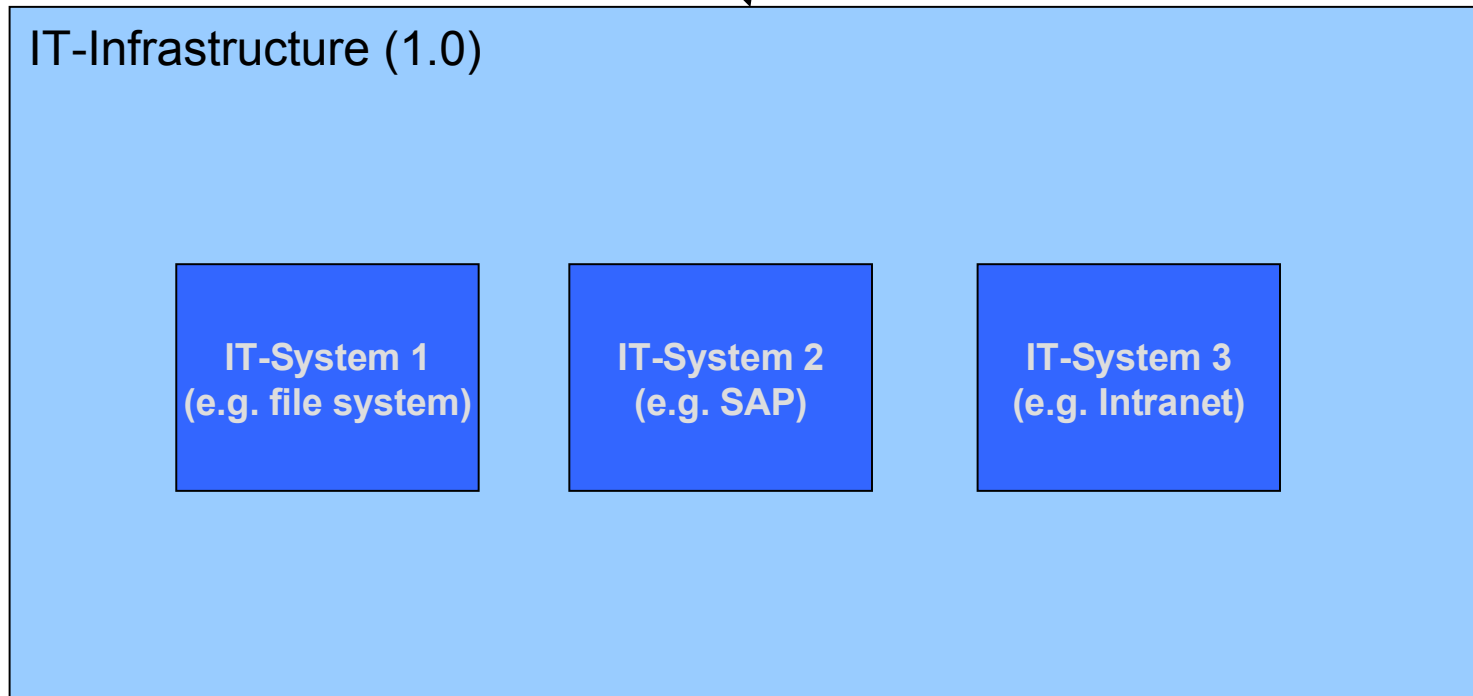 IT-Infrastructure (1.0)
IT-System 1
(e.g. file system)
IT-System 2
(e.g. SAP)
IT-System 3
(e.g. Intranet)